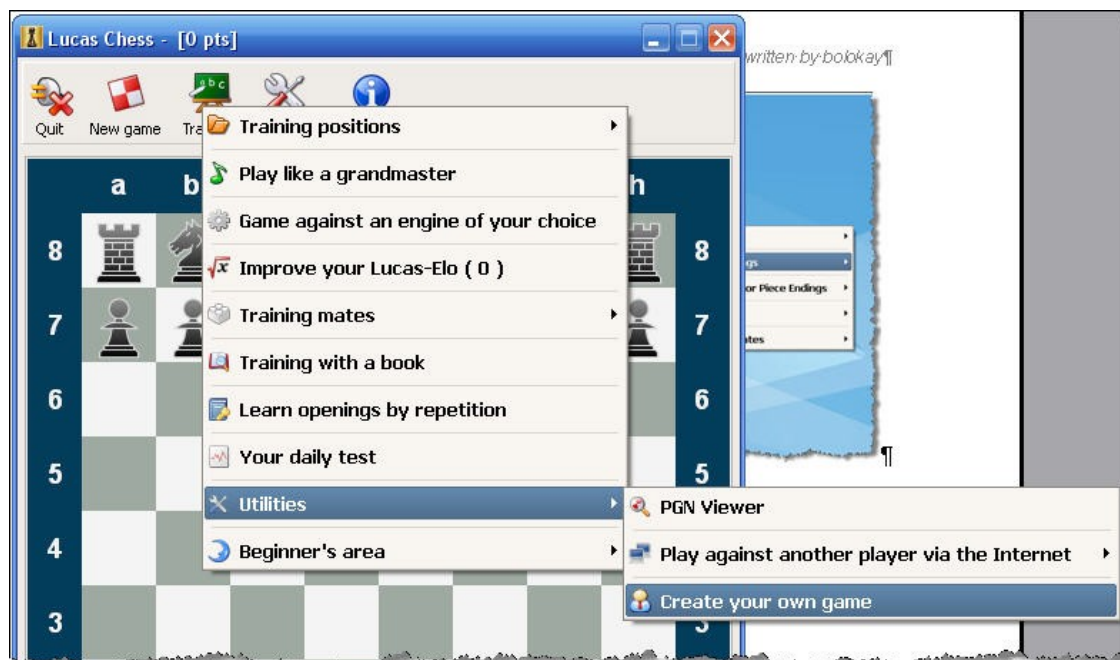 Lucas Chess - [0 pts]
written·by·bolokay¶
Quit New game Tra
Training positions
Play like a grandmaster
Game against an engine of your choice
Improve your Lucas-Elo ( 0 )
Training mates
Training with a book
Learn openings by repetition
Your daily test
Utilities
Beginner's area
PGN Viewer
Play against another player via the Internet
Create your own game
a b h
8 8
7 7
6 6
5 5
4
3 3
gs
or Piece Endings
ates
¶